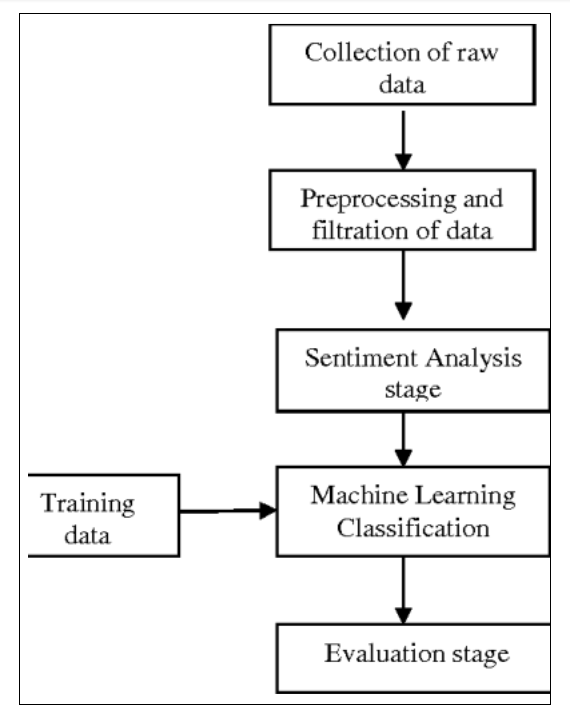 Collection of raw
data
Preprocessing and
filtration of data
Sentiment Analysis
stage
Training
data
Machine Learning
Classification
Evaluation stage